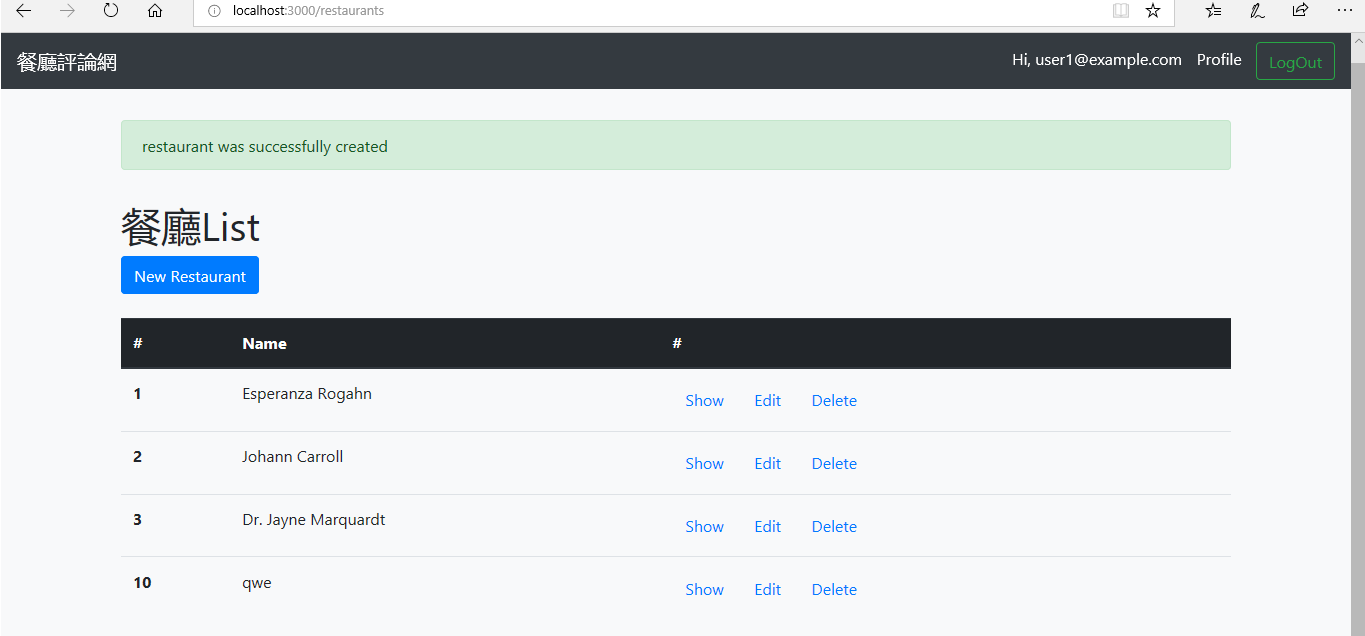 localhost:3000/restaurants
餐廳評論網 Hi, user1@example.com Profile LogOut
restaurant was successfully created
餐廳List
New Restaurant
# Name #
1 Esperanza Rogahn Show Edit Delete
2 Johann Carroll Show Edit Delete
3 Dr. Jayne Marquardt Show Edit Delete
10 qwe Show Edit Delete